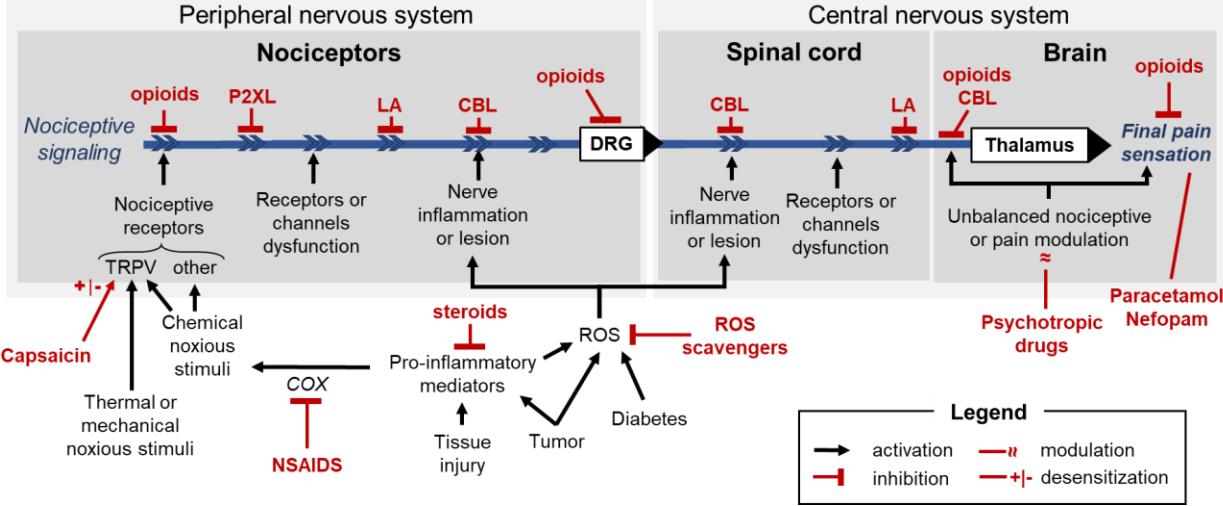 Peripheral nervous system
Central nervous system
Nociceptors
Spinal cord
Brain
opioids
P2XL
LA
CBL
opioids
CBL
LA
opioids
CBL
opioids
Nociceptive
signaling
DRG
Thalamus
Final pain
sensation
Nociceptive
receptors
Receptors or
channels
dysfunction
Nerve
inflammation
or lesion
Nerve
inflammation
or lesion
Receptors or
channels
dysfunction
Unbalanced nociceptive
or pain modulation
≈
TRPV
other
+|-
Capsaicin
Chemical
noxious
stimuli
Thermal or
mechanical
noxious stimuli
COX
NSAIDS
steroids
Pro-inflammatory
mediators
Tissue
injury
Tumor
ROS
Diabetes
ROS
scavengers
Psychotropic
drugs
Paracetamol
Nefopam
Legend
activation
inhibition
≈ modulation
+|- desensitization